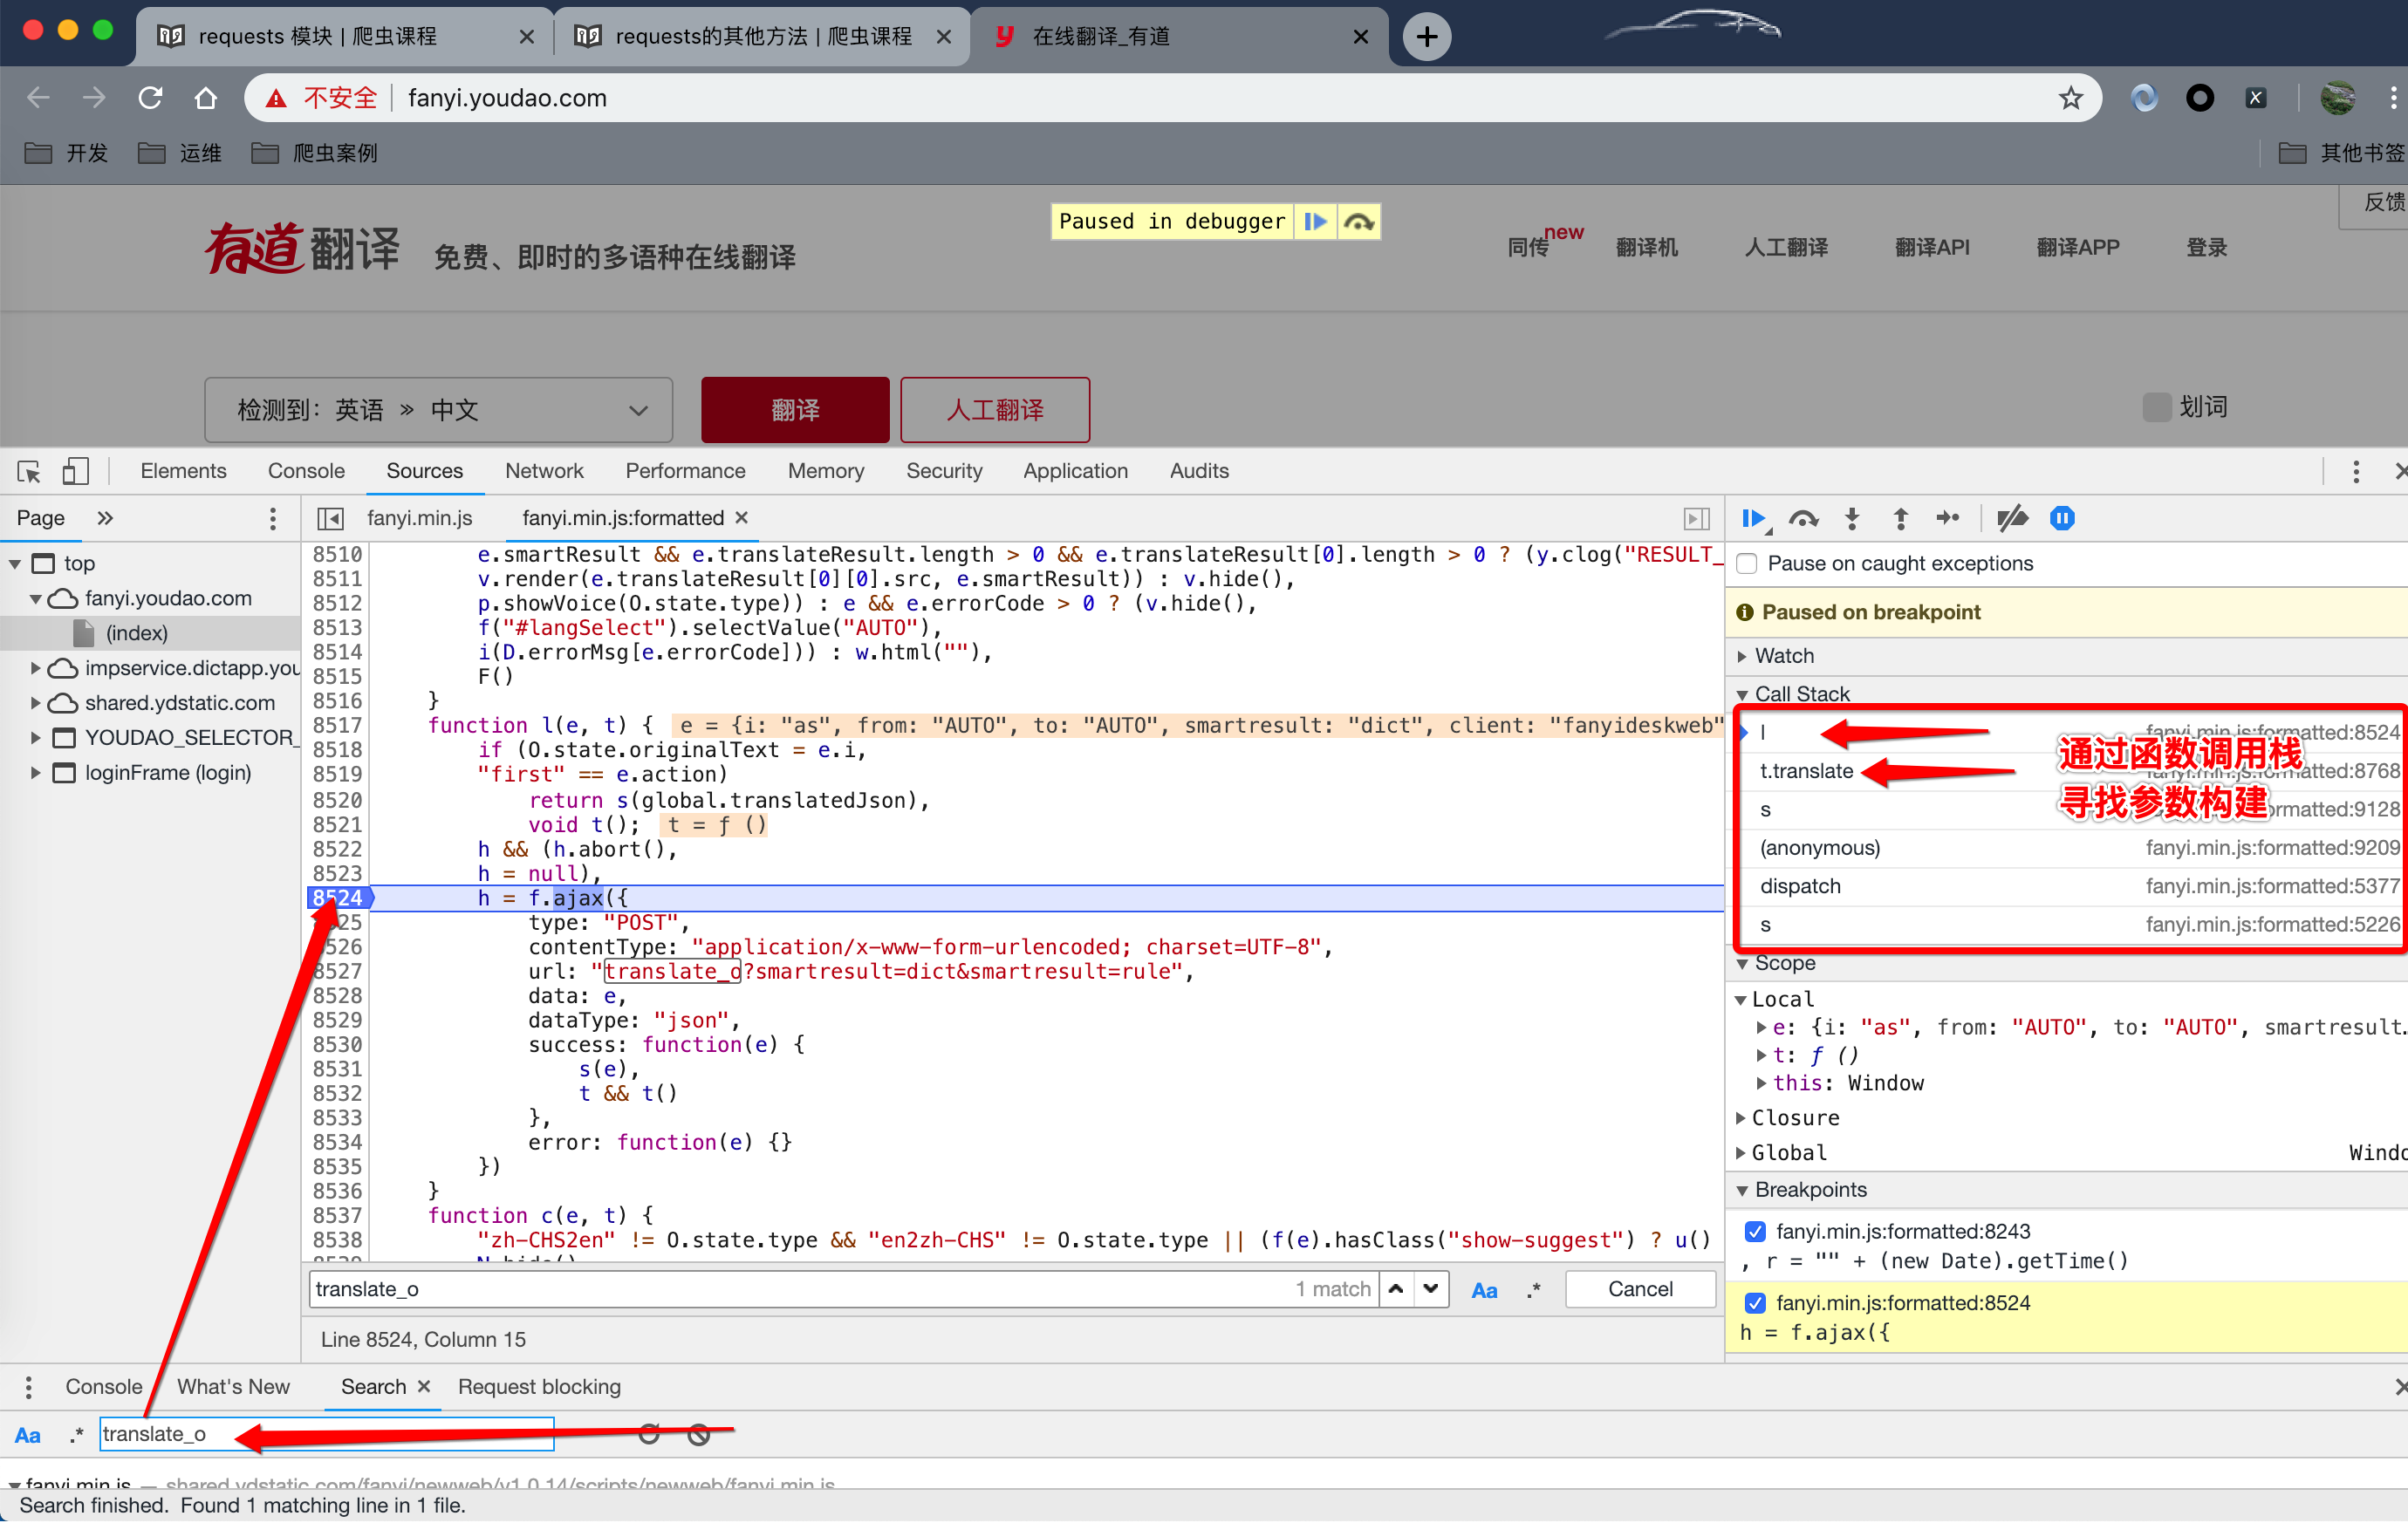 requests 模块 | 爬虫课程
requests的其他方法 | 爬虫课程
在线翻译_有道
不安全
fanyi.youdao.com
开发
运维
爬虫案例
其他书签
反馈
有道翻译
免费、即时的多语种在线翻译
Paused in debugger
同传
new
翻译机
人工翻译
翻译API
翻译APP
登录
检测到：英语 » 中文
翻译
人工翻译
划词
Elements
Console
Sources
Network
Performance
Memory
Security
Application
Audits
Page
fanyi.min.js
fanyi.min.js:formatted
top
fanyi.youdao.com
(index)
impservice.dictapp.you
shared.ydstatic.com
YOUDAO_SELECTOR_
loginFrame (login)
8510 e.smartResult && e.translateResult.length > 0 && e.translateResult[0].length > 0 ? (y.clog("RESULT_
8511 v.render(e.translateResult[0][0].src, e.smartResult)) : v.hide(),
8512 p.showVoice(O.state.type)) : e && e.errorCode > 0 ? (v.hide(),
8513 f("#langSelect").selectValue("AUTO"),
8514 i(D.errorMsg[e.errorCode])) : w.html(""),
8515 F()
8516 }
8517 function l(e, t) { e = {i: "as", from: "AUTO", to: "AUTO", smartresult: "dict", client: "fanyideskweb"
8518 if (O.state.originalText = e.i,
8519 "first" == e.action)
8520 return s(global.translatedJson),
8521 void t(); t = ƒ ()
8522 h && (h.abort(),
8523 h = null),
8524 h = f.ajax({
8525 type: "POST",
8526 contentType: "application/x-www-form-urlencoded; charset=UTF-8",
8527 url: "translate_o?smartresult=dict&smartresult=rule",
8528 data: e,
8529 dataType: "json",
8530 success: function(e) {
8531 s(e),
8532 t && t()
8533 },
8534 error: function(e) {}
8535 })
8536 }
8537 function c(e, t) {
8538 "zh-CHS2en" != O.state.type && "en2zh-CHS" != O.state.type || (f(e).hasClass("show-suggest") ? u()
translate_o
1 match
Aa
.*
Cancel
Line 8524, Column 15
Pause on caught exceptions
Paused on breakpoint
Watch
Call Stack
l fanyi.min.js:formatted:8524
t.translate fanyi.min.js:formatted:8768
s fanyi.min.js:formatted:9128
通过函数调用栈
寻找参数构建
(anonymous) fanyi.min.js:formatted:9209
dispatch fanyi.min.js:formatted:5377
s fanyi.min.js:formatted:5226
Scope
Local
e: {i: "as", from: "AUTO", to: "AUTO", smartresult…
t: ƒ ()
this: Window
Closure
Global
Breakpoints
fanyi.min.js:formatted:8243
, r = "" + (new Date).getTime()
fanyi.min.js:formatted:8524
h = f.ajax({
Console
What's New
Search
Request blocking
Aa
.*
translate_o
fanyi.min.js — shared.ydstatic.com/fanyi/newweb/v1.0.14/scripts/newweb/fanyi.min.js
Search finished. Found 1 matching line in 1 file.